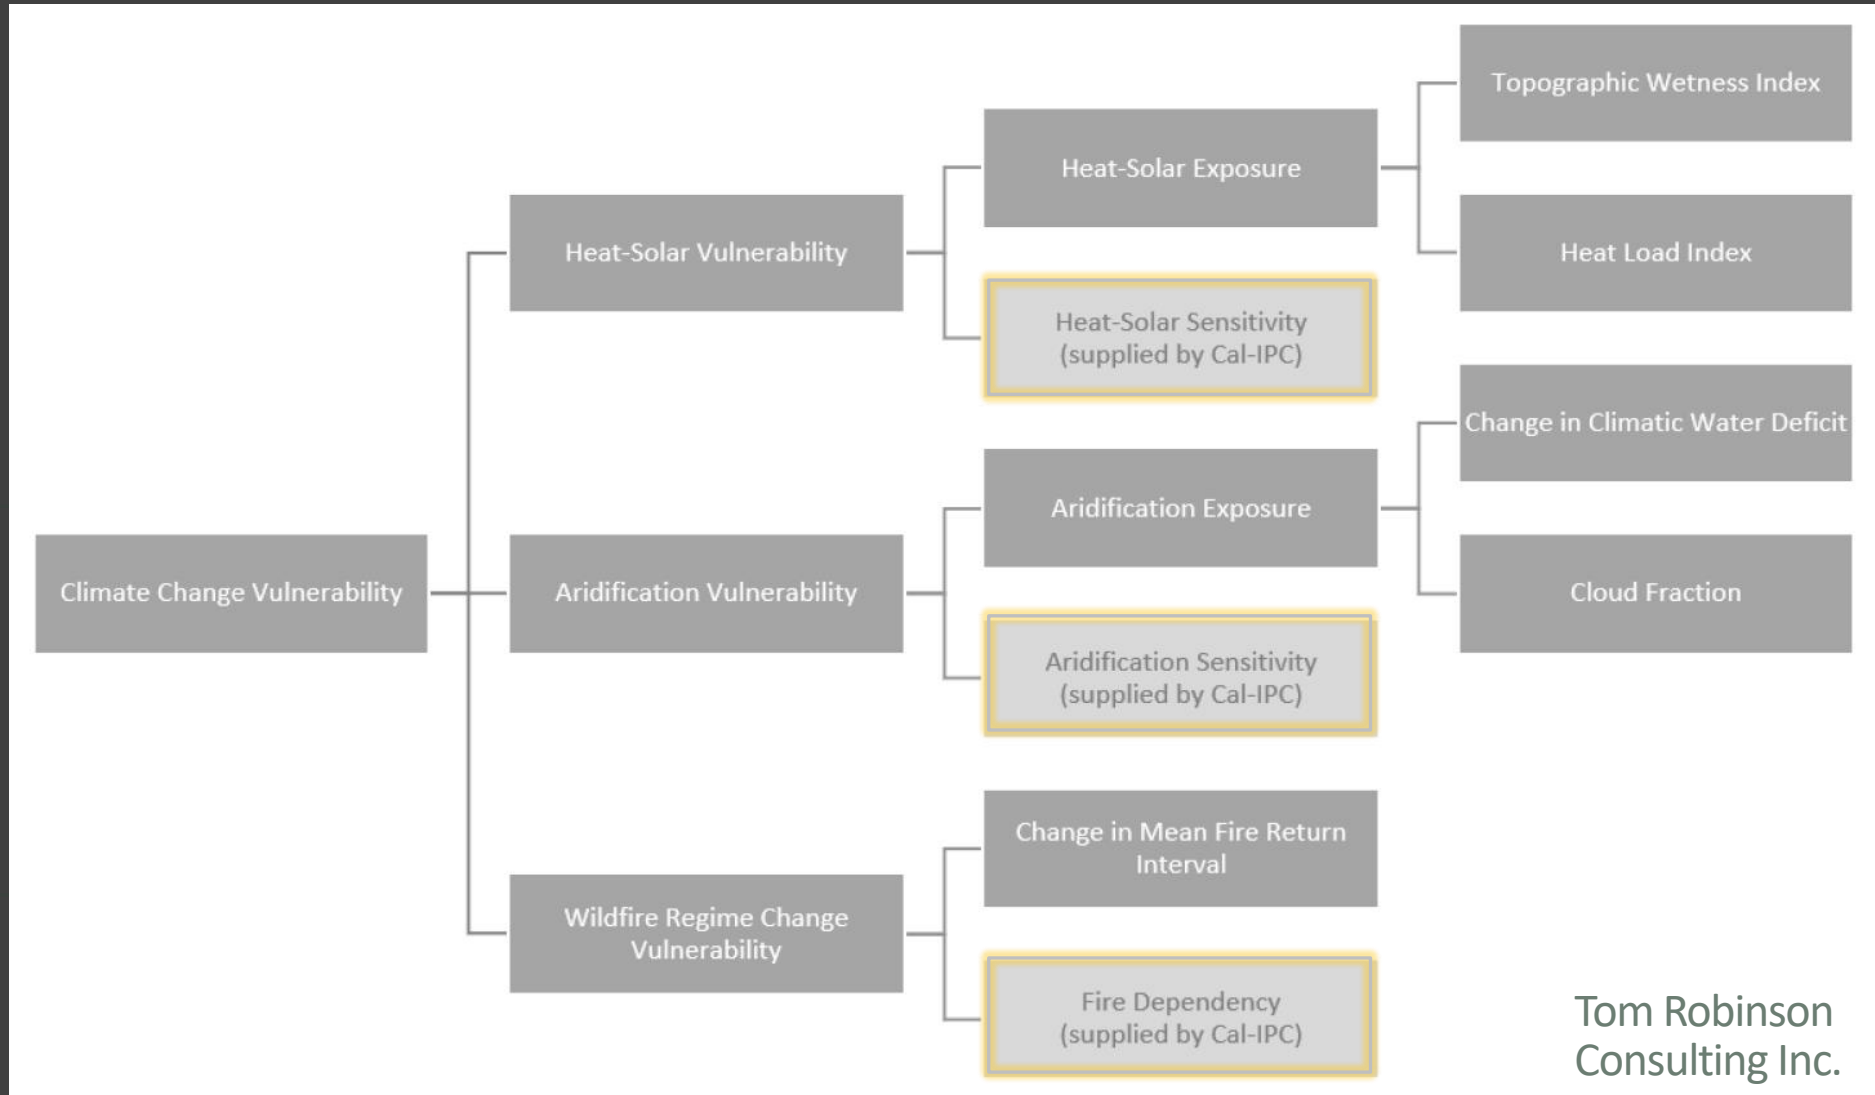 Topographic Wetness Index
Heat-Solar Exposure
Heat-Solar Vulnerability
Heat Load Index
Heat-Solar Sensitivity
(supplied by Cal-IPC)
Change in Climatic Water Deficit
Aridification Exposure
Climate Change Vulnerability
Aridification Vulnerability
Cloud Fraction
Aridification Sensitivity
(supplied by Cal-IPC)
Change in Mean Fire Return
Interval
Wildfire Regime Change
Vulnerability
Fire Dependency
(supplied by Cal-IPC)
Tom Robinson
Consulting Inc.